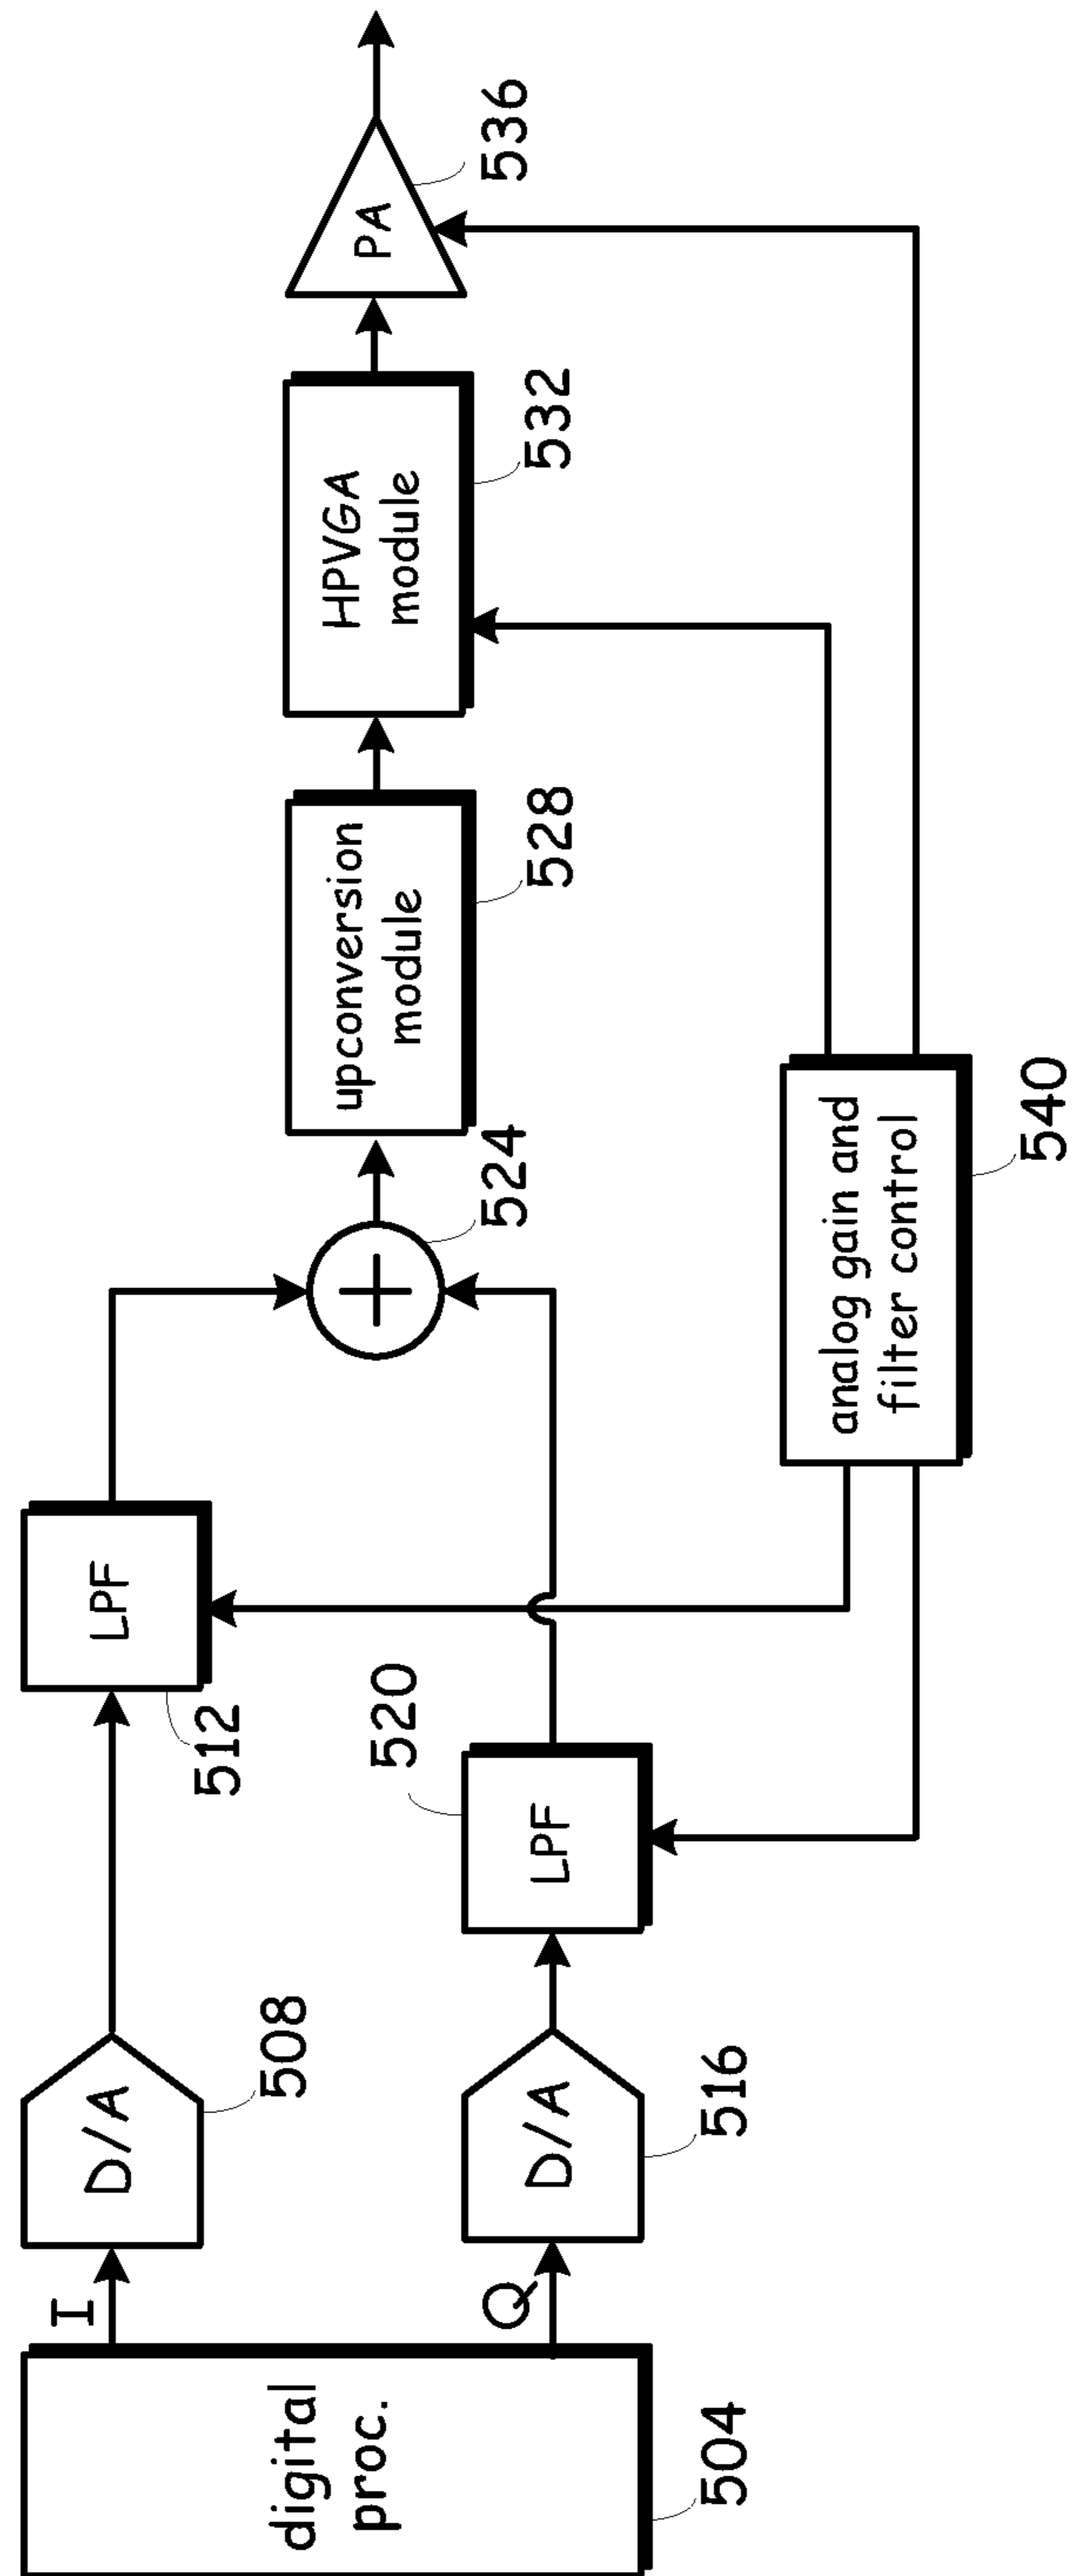 digital
proc.
504
I
Q
D/A
508
D/A
516
LPF
512
LPF
520
524
upconversion
module
528
HPVGA
module
532
PA
536
analog gain and
filter control
540